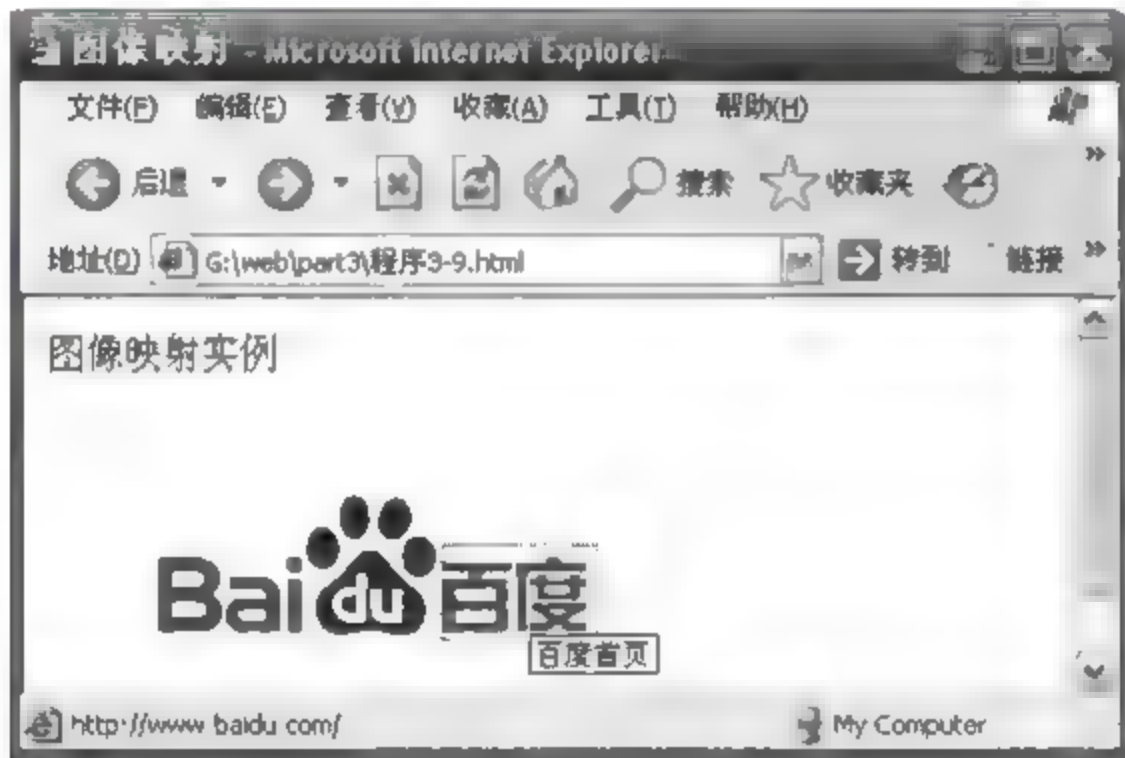 图像映射 - Microsoft Internet Explorer
文件(F) 编辑(E) 查看(V) 收藏(A) 工具(T) 帮助(H)
后退 搜索 收藏夹
地址(D) G:\web\part3\程序3-9.html 转到 链接
图像映射实例
Bai du 百度
百度首页
http://www.baidu.com/ My Computer